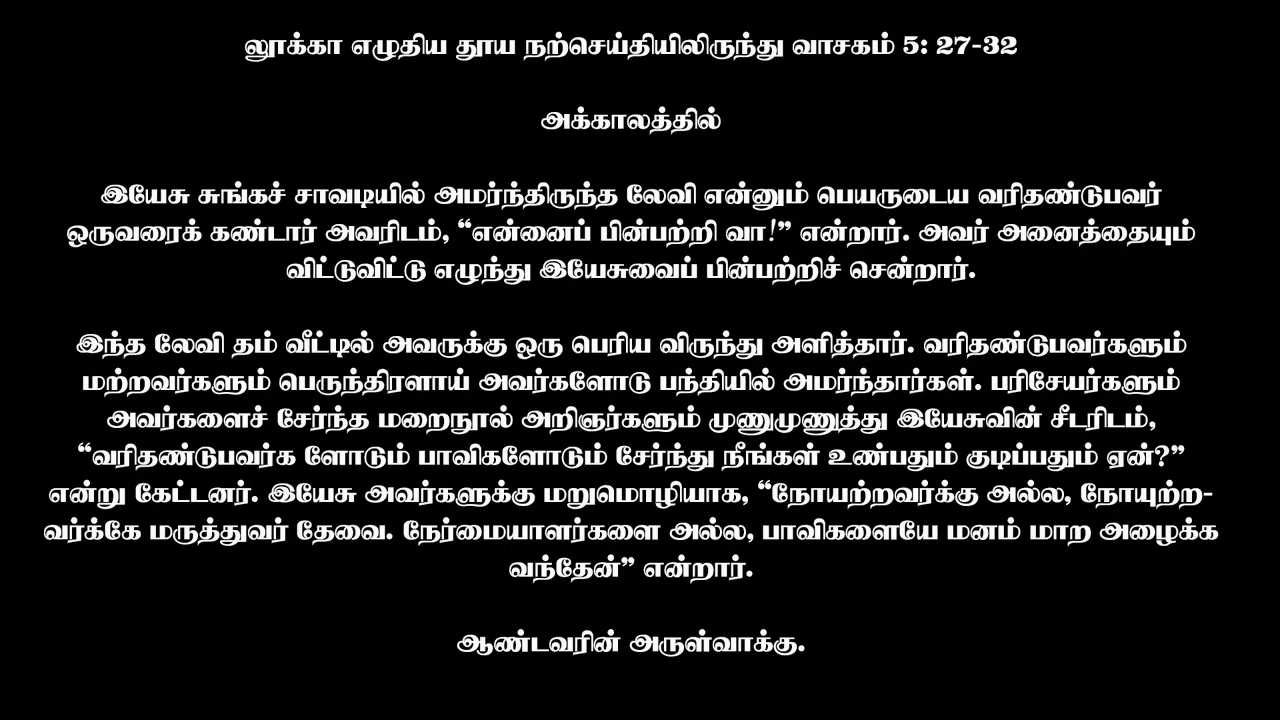 லூக்கா எழுதிய தூய நற்செய்தியிலிருந்து வாசகம் 5: 27-32
அக்காலத்தில்
இயேசு சுங்கச் சாவடியில் அமர்ந்திருந்த லேவி என்னும் பெயருடைய வரிதண்டுபவர்
ஒருவரைக் கண்டார் அவரிடம், “என்னைப் பின்பற்றி வா!” என்றார். அவர் அனைத்தையும்
விட்டுவிட்டு எழுந்து இயேசுவைப் பின்பற்றிச் சென்றார்.
இந்த லேவி தம் வீட்டில் அவருக்கு ஒரு பெரிய விருந்து அளித்தார். வரிதண்டுபவர்களும்
மற்றவர்களும் பெருந்திரளாய் அவர்களோடு பந்தியில் அமர்ந்தார்கள். பரிசேயர்களும்
அவர்களைச் சேர்ந்த மறைநூல் அறிஞர்களும் முணுமுணுத்து இயேசுவின் சீடரிடம்,
“வரிதண்டுபவர்க ளோடும் பாவிகளோடும் சேர்ந்து நீங்கள் உண்பதும் குடிப்பதும் ஏன்?”
என்று கேட்டனர். இயேசு அவர்களுக்கு மறுமொழியாக, “நோயற்றவர்க்கு அல்ல, நோயுற்ற-
வர்க்கே மருத்துவர் தேவை. நேர்மையாளர்களை அல்ல, பாவிகளையே மனம் மாற அழைக்க
வந்தேன்” என்றார்.
ஆண்டவரின் அருள்வாக்கு.